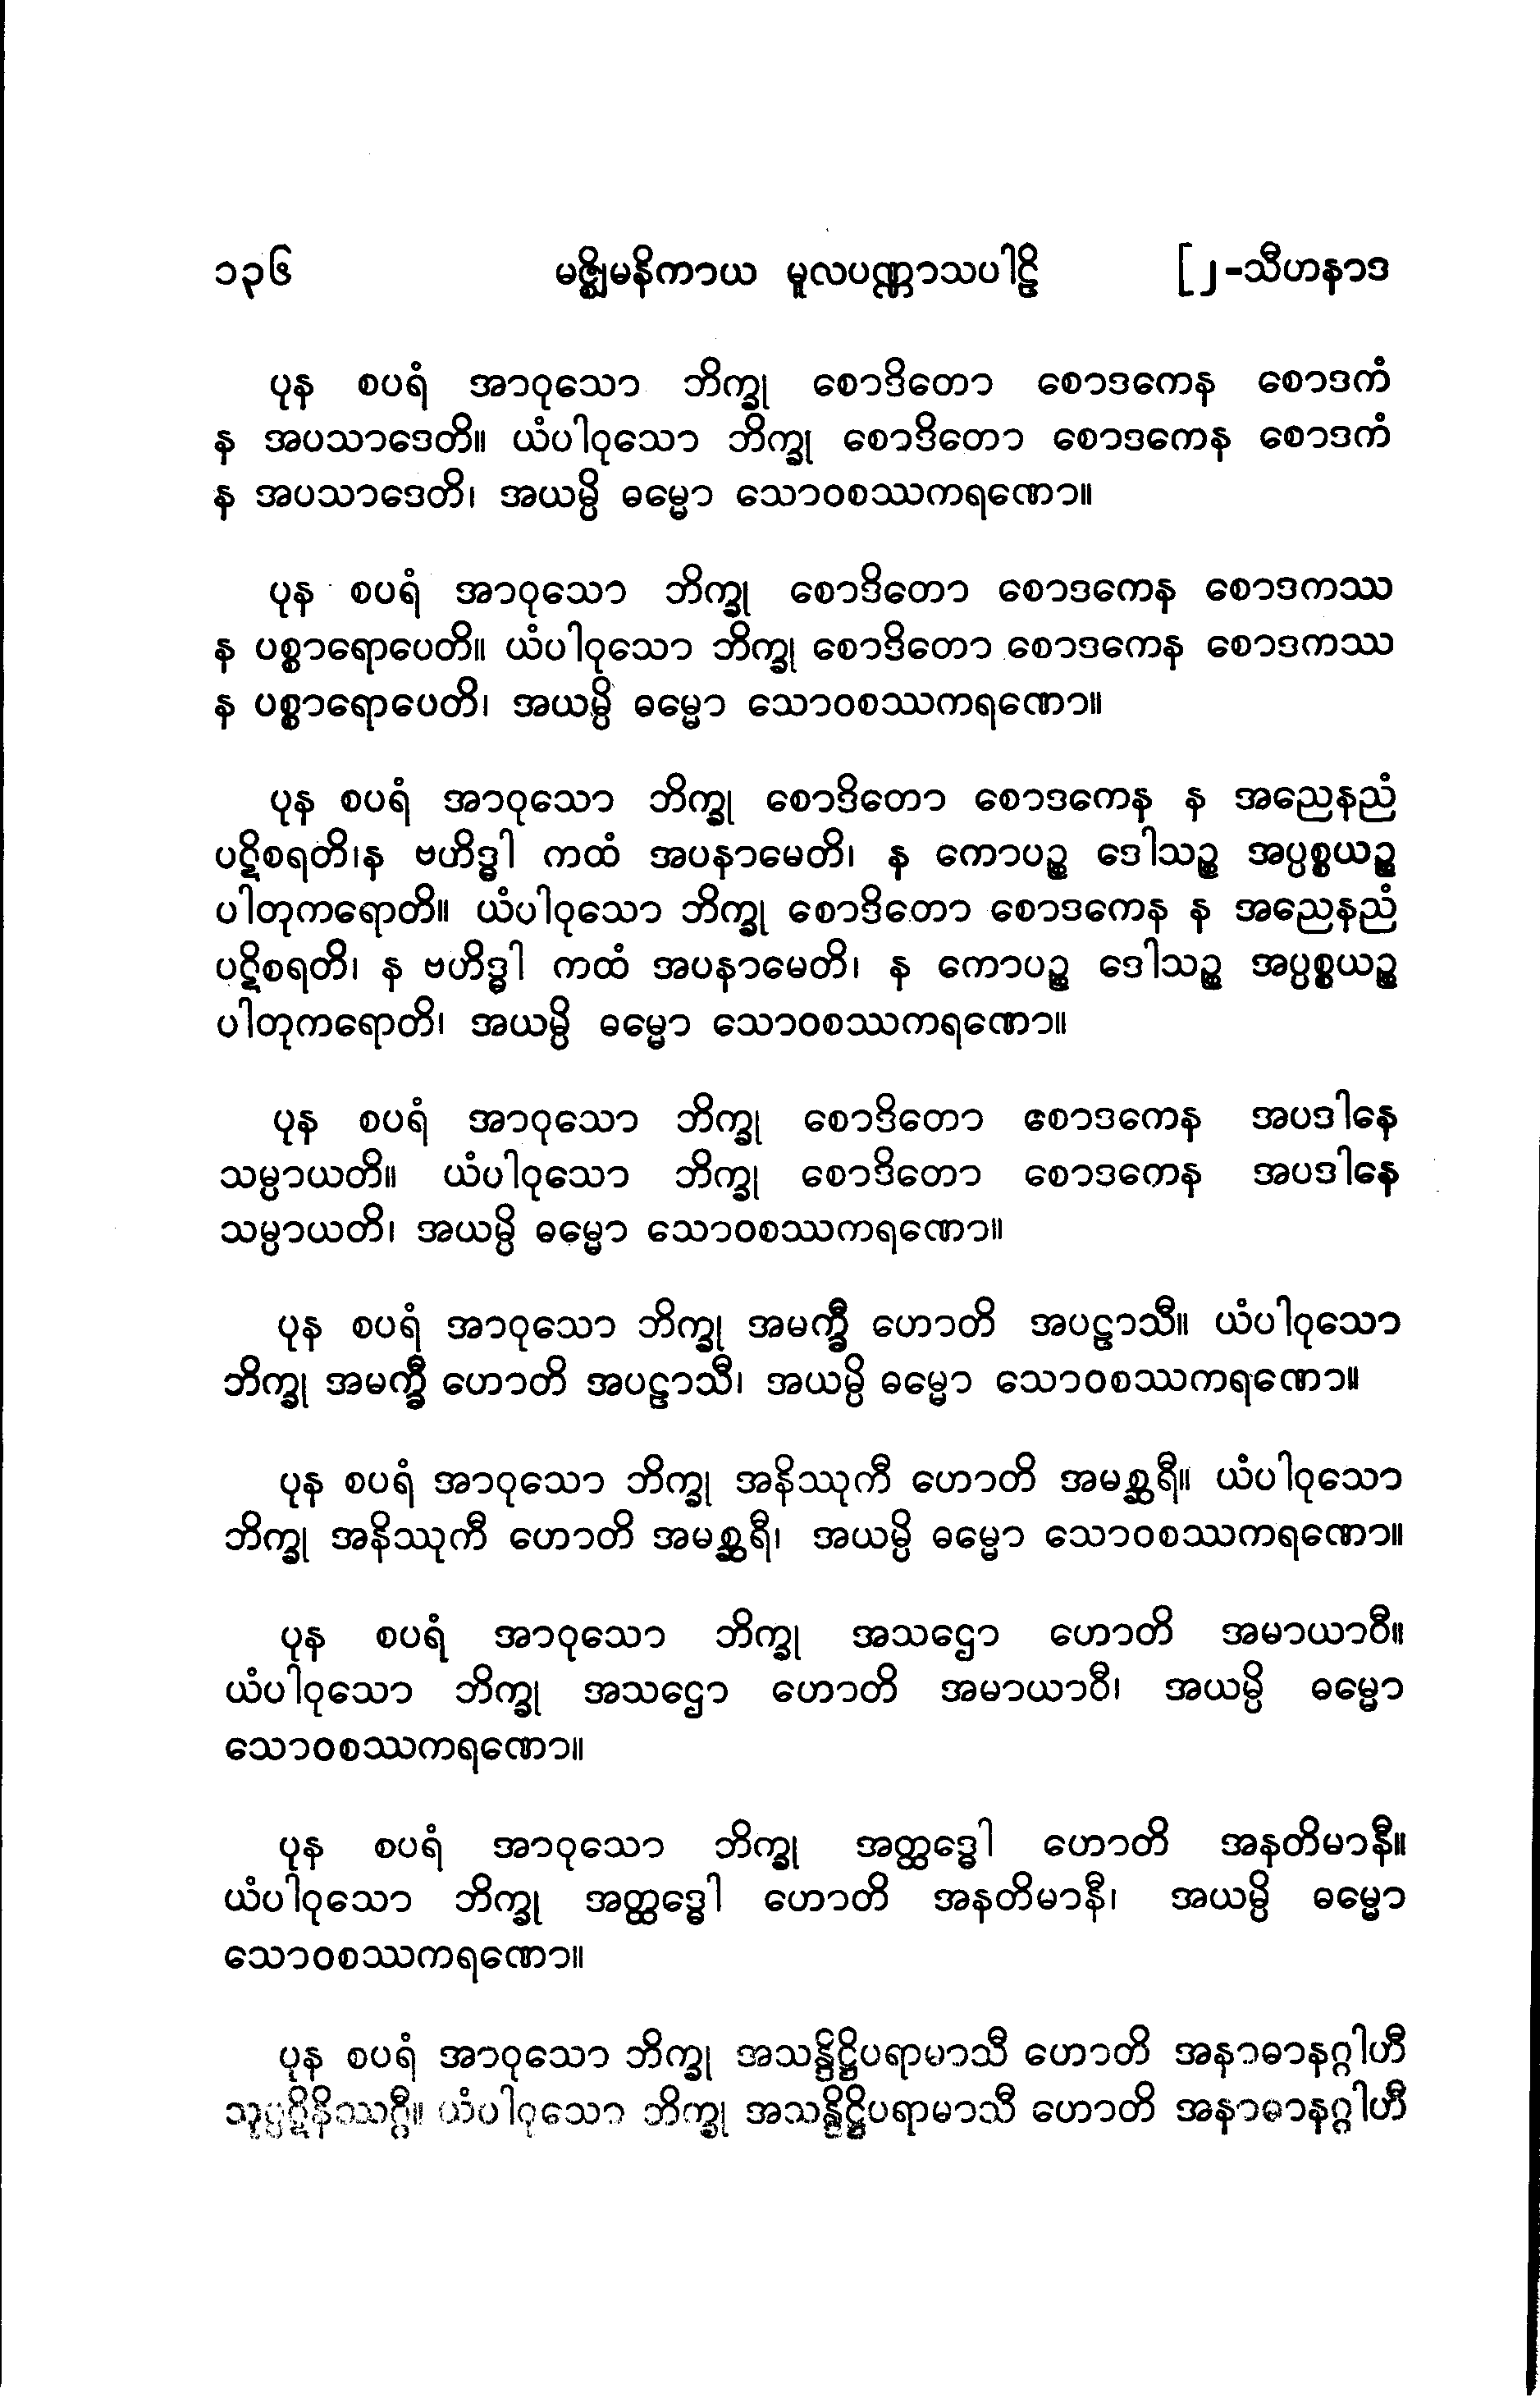 ၁၃၆ မဇ္ဈိမနိကာယ မူလပဏ္ဏာသပါဠိ [၂-သီဟနာဒ
ပုန စပရံ အာဝုသော ဘိက္ခု စောဒိတော စောဒကေန စောဒကံ
န အပသာဒေတိ။ ယံပါဝုသော ဘိက္ခု စောဒိတော စောဒကေန စောဒကံ
န အပသာဒေတိ၊ အယမ္ပိ ဓမ္မော သောဝစဿကရဏော။
ပုန စပရံ အာဝုသော ဘိက္ခု စောဒိတော စောဒကေန စောဒကဿ
န ပစ္စာရောပေတိ။ ယံပါဝုသော ဘိက္ခု စောဒိတော စောဒကေန စောဒကဿ
န ပစ္စာရောပေတိ၊ အယမ္ပိ ဓမ္မော သောဝစဿကရဏော။
ပုန စပရံ အာဝုသော ဘိက္ခု စောဒိတော စောဒကေန န အညေနညံ
ပဋိစရတိ၊န ဗဟိဒ္ဓါ ကထံ အပနာမေတိ၊ န ကောပဉ္စ ဒေါသဉ္စ အပ္ပစ္စယဉ္စ
ပါတုကရောတိ။ ယံပါဝုသော ဘိက္ခု စောဒိတော စောဒကေန န အညေနညံ
ပဋိစရတိ၊ န ဗဟိဒ္ဓါ ကထံ အပနာမေတိ၊ န ကောပဉ္စ ဒေါသဉ္စ အပ္ပစ္စယဉ္စ
ပါတုကရောတိ၊ အယမ္ပိ ဓမ္မော သောဝစဿကရဏော။
ပုန စပရံ အာဝုသော ဘိက္ခု စောဒိတော စောဒကေန အပဒါနေ
သမ္ပာယတိ။ ယံပါဝုသော ဘိက္ခု စောဒိတော စောဒကေန အပဒါနေ
သမ္ပာယတိ၊ အယမ္ပိ ဓမ္မော သောဝစဿကရဏော။
ပုန စပရံ အာဝုသော ဘိက္ခု အမက္ခီ ဟောတိ အပဠာသီ။ ယံပါဝုသော
ဘိက္ခု အမက္ခီ ဟောတိ အပဠာသီ၊ အယမ္ပိ ဓမ္မော သောဝစဿကရဏော။
ပုန စပရံ အာဝုသော ဘိက္ခု အနိဿုကီ ဟောတိ အမစ္ဆရီ။ ယံပါဝုသော
ဘိက္ခု အနိဿုကီ ဟောတိ အမစ္ဆရီ၊ အယမ္ပိ ဓမ္မော သောဝစဿကရဏော။
ပုန စပရံ အာဝုသော ဘိက္ခု အသဌော ဟောတိ အမာယာဝီ။
ယံပါဝုသော ဘိက္ခု အသဌော ဟောတိ အမာယာဝီ၊ အယမ္ပိ ဓမ္မော
သောဝစဿကရဏော။
ပုန စပရံ အာဝုသော ဘိက္ခု အတ္ထဒ္ဓေါ ဟောတိ အနတိမာနီ။
ယံပါဝုသော ဘိက္ခု အတ္ထဒ္ဓေါ ဟောတိ အနတိမာနီ၊ အယမ္ပိ ဓမ္မော
သောဝစဿကရဏော။
ပုန စပရံ အာဝုသော ဘိက္ခု အသန္ဒိဋ္ဌိပရာမာသီ ဟောတိ အနာဓာနဂ္ဂါဟီ
သုပ္ပဋိနိဿဂ္ဂီ။ ယံပါဝုသော ဘိက္ခု အသန္ဒိဋ္ဌိပရာမာသီ ဟောတိ အနာဓာနဂ္ဂါဟီ